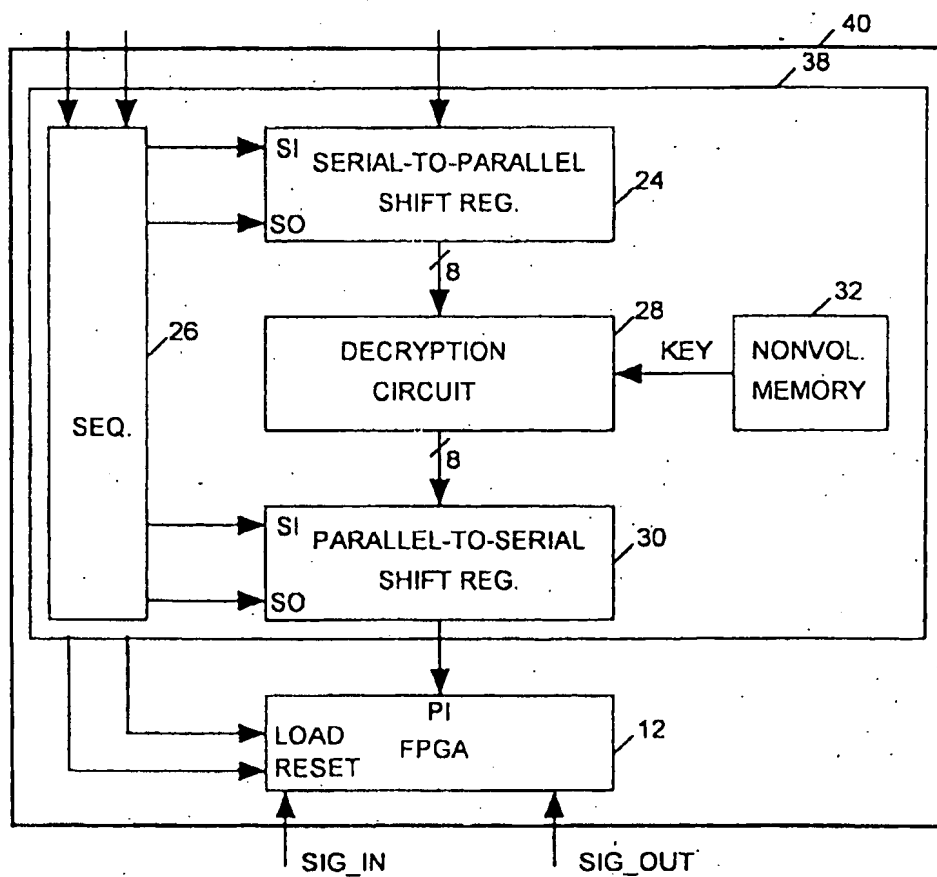 40
38
SI
SERIAL-TO-PARALLEL
SHIFT REG.
24
SO
8
26
28
32
DECRYPTION
CIRCUIT
KEY
NONVOL.
MEMORY
SEQ.
8
SI
PARALLEL-TO-SERIAL
SHIFT REG.
30
SO
PI
LOAD
FPGA
12
RESET
SIG_IN
SIG_OUT